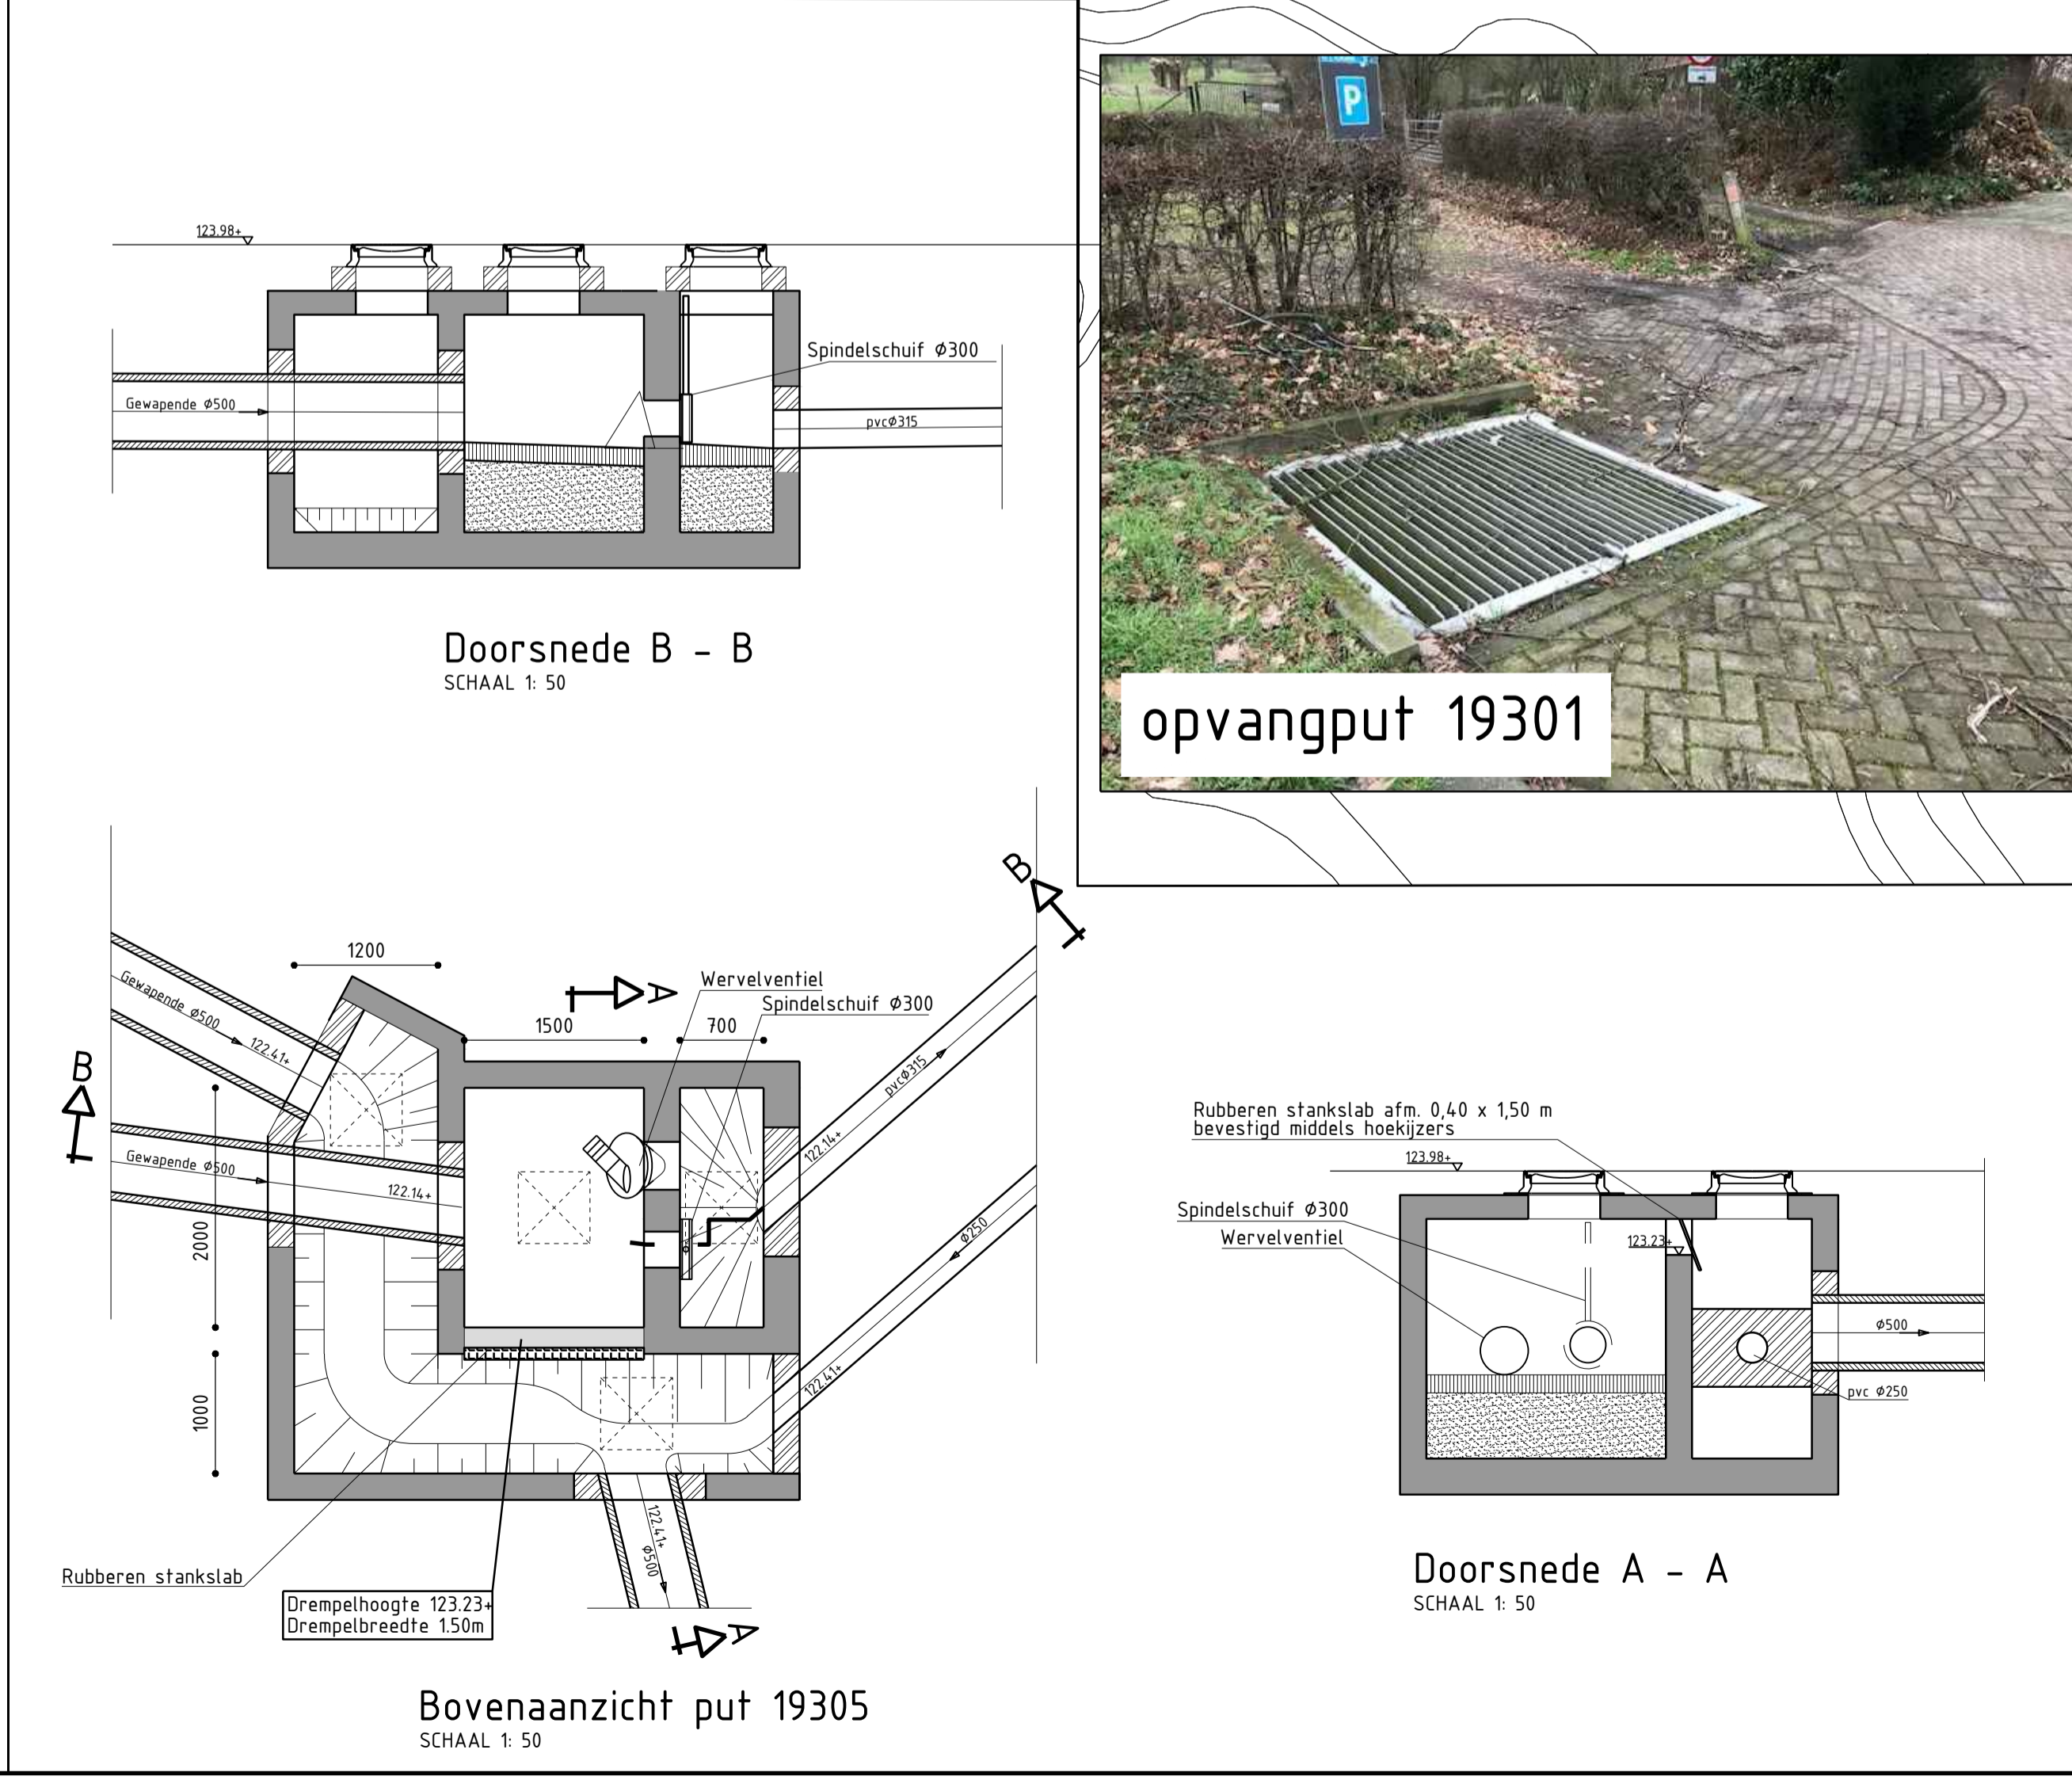 123.98+
Spindelschuif Ø300
Gewapende Ø500
pvcØ315
Doorsnede B - B
SCHAAL 1: 50
P
opvangput 19301
B
1200
Gewapende Ø500
122.41+
A
Wervelventiel
Spindelschuif Ø300
1500
700
B
pvcØ315
122.14+
Gewapende Ø500
122.14+
2000
Ø250
122.41+
1000
122.41+
Ø500
Rubberen stankslab
Drempelhoogte 123.23+
Drempelbreedte 1.50m
A
Bovenaanzicht put 19305
SCHAAL 1: 50
Rubberen stankslab afm. 0,40 x 1,50 m
bevestigd middels hoekijzers
123.98+
Spindelschuif Ø300
Wervelventiel
123.23+
Ø500
pvc Ø250
Doorsnede A - A
SCHAAL 1: 50